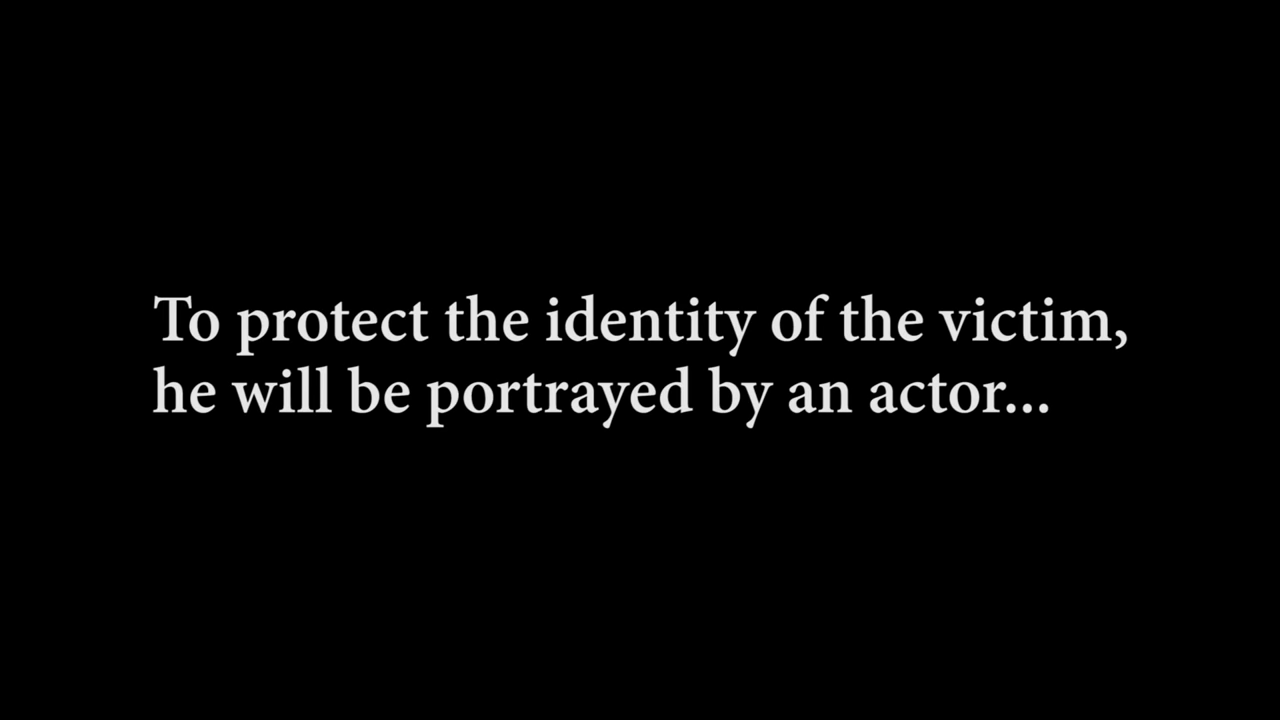 To protect the identity of the victim,
he will be portrayed by an actor...